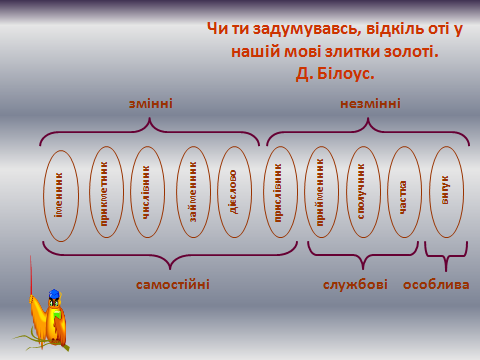 Чи ти задумувавсь, відкіль оті у
нашій мові злитки золоті.
Д. Білоус.
змінні
незмінні
іменник
прикметник
числівник
займенник
дієслово
прислівник
прийменник
сполучник
частка
вигук
самостійні
службові
особлива